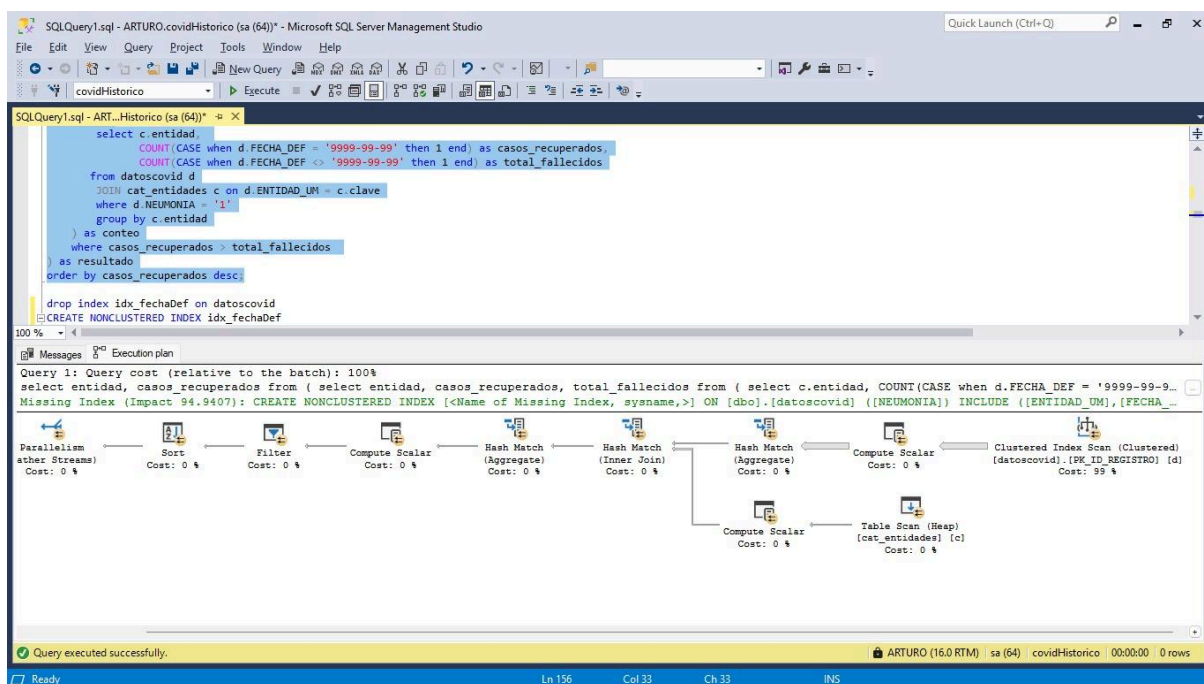 SQLQuery1.sql - ARTURO.covidHistorico (sa (64))* - Microsoft SQL Server Management Studio
Quick Launch (Ctrl+Q)
File Edit View Query Project Tools Window Help
New Query
MDX DMX XMLA DAX
covidHistorico
Execute
SQLQuery1.sql - ART...Historico (sa (64))*
select c.entidad,
COUNT(CASE when d.FECHA_DEF = '9999-99-99' then 1 end) as casos_recuperados,
COUNT(CASE when d.FECHA_DEF <> '9999-99-99' then 1 end) as total_fallecidos
from datoscovid d
JOIN cat_entidades c on d.ENTIDAD_UM = c.clave
where d.NEUMONIA = '1'
group by c.entidad
) as conteo
where casos_recuperados > total_fallecidos
) as resultado
order by casos_recuperados desc;
drop index idx_fechaDef on datoscovid
CREATE NONCLUSTERED INDEX idx_fechaDef
100 %
Messages Execution plan
Query 1: Query cost (relative to the batch): 100%
select entidad, casos_recuperados from ( select entidad, casos_recuperados, total_fallecidos from ( select c.entidad, COUNT(CASE when d.FECHA_DEF = '9999-99-9…
Missing Index (Impact 94.9407): CREATE NONCLUSTERED INDEX [<Name of Missing Index, sysname,>] ON [dbo].[datoscovid] ([NEUMONIA]) INCLUDE ([ENTIDAD_UM],[FECHA_…
Parallelism
ather Streams)
Cost: 0 %
Sort
Cost: 0 %
Filter
Cost: 0 %
Compute Scalar
Cost: 0 %
Hash Match
(Aggregate)
Cost: 0 %
Hash Match
(Inner Join)
Cost: 0 %
Hash Match
(Aggregate)
Cost: 0 %
Compute Scalar
Cost: 0 %
Clustered Index Scan (Clustered)
[datoscovid].[PK_ID_REGISTRO] [d]
Cost: 99 %
Compute Scalar
Cost: 0 %
Table Scan (Heap)
[cat_entidades] [c]
Cost: 0 %
Query executed successfully.
ARTURO (16.0 RTM) sa (64) covidHistorico 00:00:00 0 rows
Ready Ln 156 Col 33 Ch 33 INS